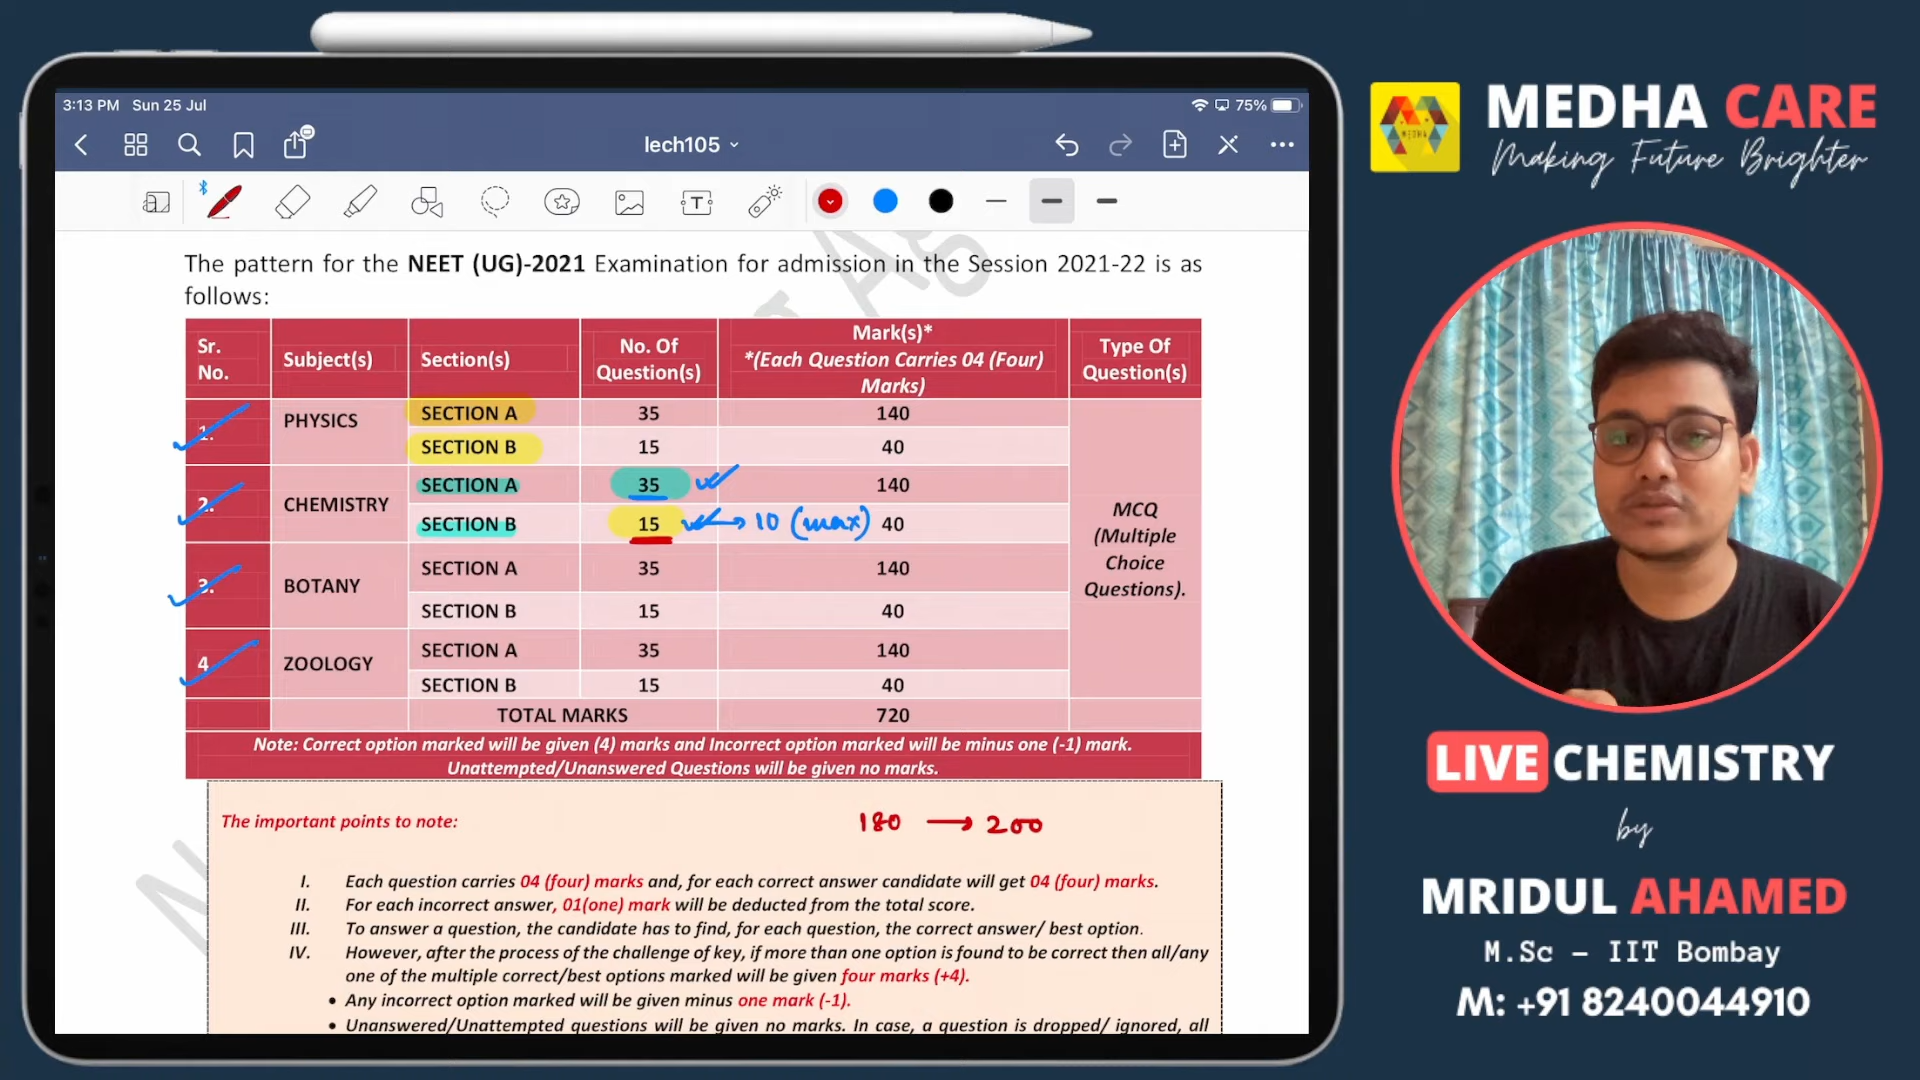 3:13 PM Sun 25 Jul
75%
lech105
The pattern for the NEET (UG)-2021 Examination for admission in the Session 2021-22 is as
follows:
Sr. No. Subject(s) Section(s) No. Of Question(s) Mark(s)* *(Each Question Carries 04 (Four) Marks) Type Of Question(s)
1. PHYSICS SECTION A 35 140
SECTION B 15 40
2. CHEMISTRY SECTION A 35 140
SECTION B 15 → 10 (max) 40
MCQ
(Multiple
Choice
Questions).
3. BOTANY SECTION A 35 140
SECTION B 15 40
4 ZOOLOGY SECTION A 35 140
SECTION B 15 40
TOTAL MARKS 720
Note: Correct option marked will be given (4) marks and Incorrect option marked will be minus one (-1) mark.
Unattempted/Unanswered Questions will be given no marks.
The important points to note:
180 → 200
I. Each question carries 04 (four) marks and, for each correct answer candidate will get 04 (four) marks.
II. For each incorrect answer, 01(one) mark will be deducted from the total score.
III. To answer a question, the candidate has to find, for each question, the correct answer/ best option.
IV. However, after the process of the challenge of key, if more than one option is found to be correct then all/any
one of the multiple correct/best options marked will be given four marks (+4).
• Any incorrect option marked will be given minus one mark (-1).
• Unanswered/Unattempted questions will be given no marks. In case, a question is dropped/ ignored, all
MEDHA CARE
Making Future Brighter
MEDHA
LIVE CHEMISTRY
by
MRIDUL AHAMED
M.Sc – IIT Bombay
M: +91 8240044910